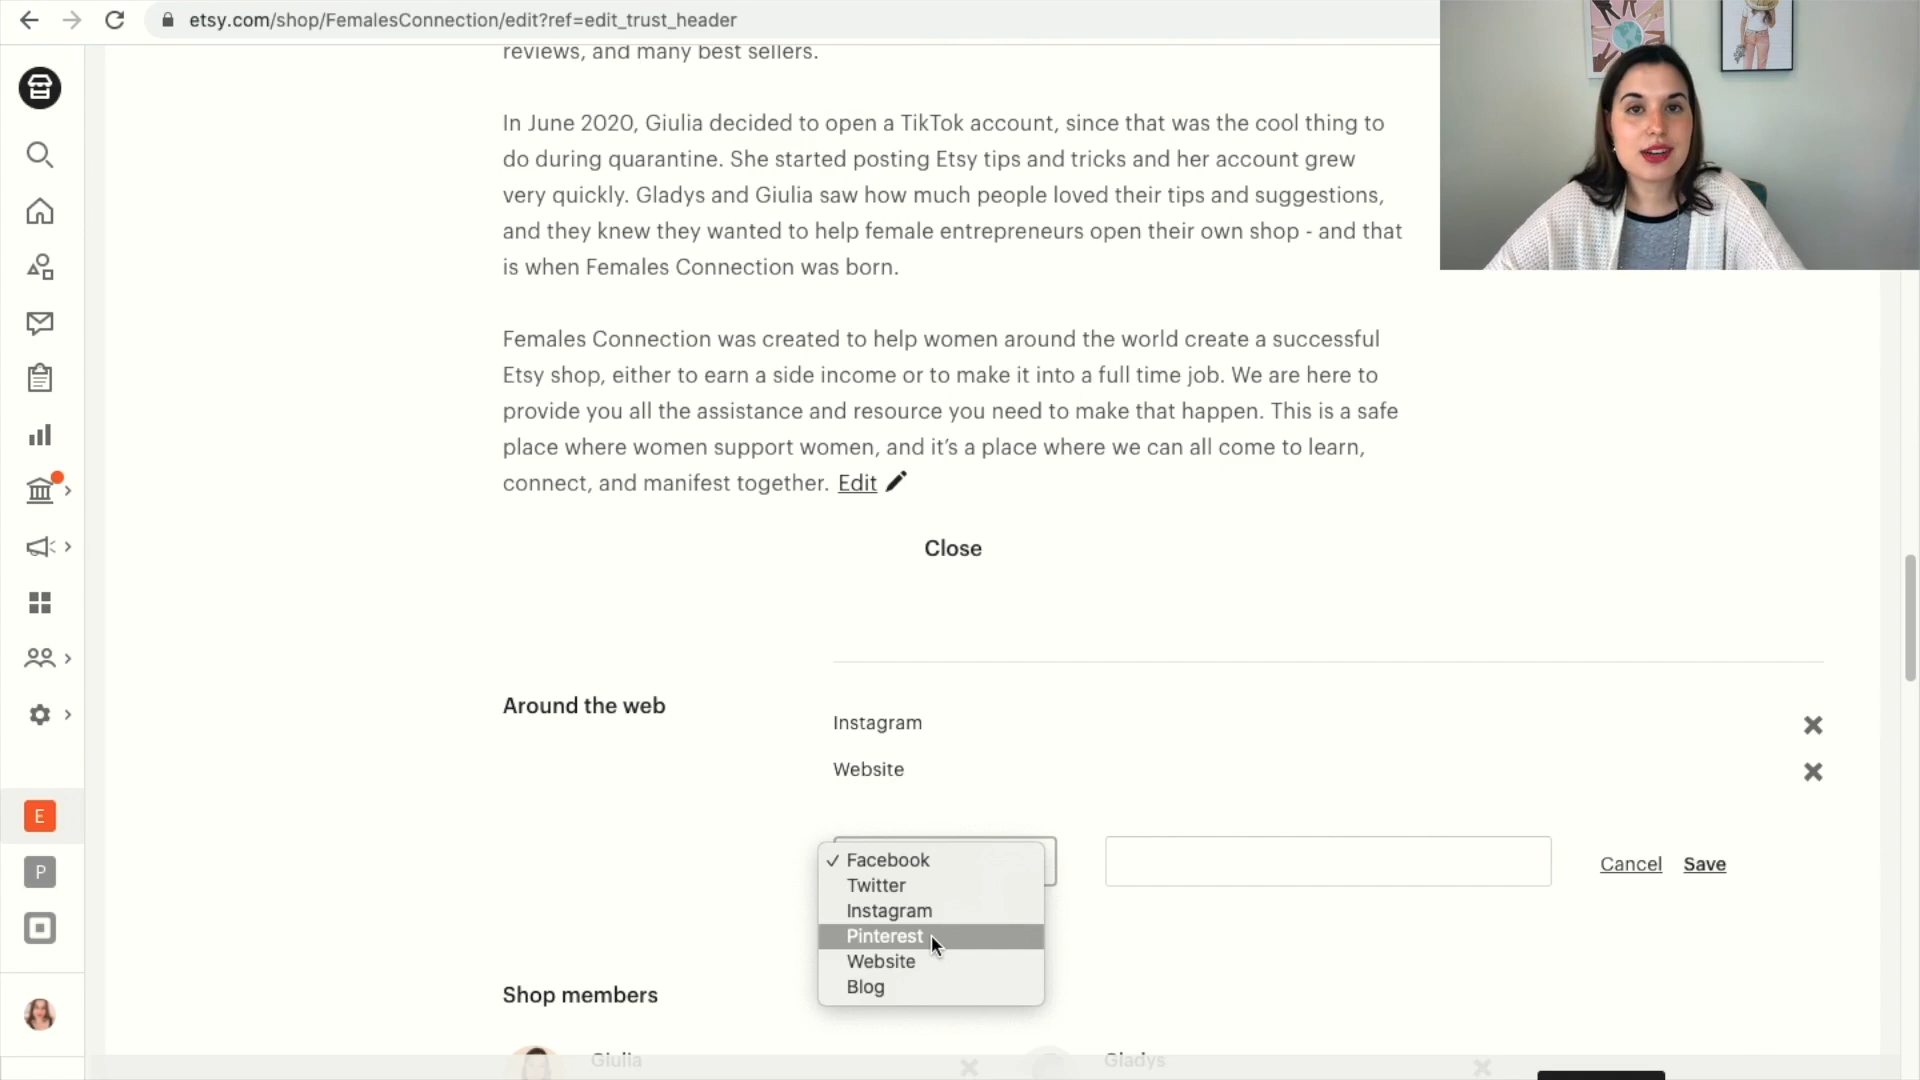 etsy.com/shop/FemalesConnection/edit?ref=edit_trust_header
reviews, and many best sellers.
In June 2020, Giulia decided to open a TikTok account, since that was the cool thing to
do during quarantine. She started posting Etsy tips and tricks and her account grew
very quickly. Gladys and Giulia saw how much people loved their tips and suggestions,
and they knew they wanted to help female entrepreneurs open their own shop - and that
is when Females Connection was born.
Females Connection was created to help women around the world create a successful
Etsy shop, either to earn a side income or to make it into a full time job. We are here to
provide you all the assistance and resource you need to make that happen. This is a safe
place where women support women, and it's a place where we can all come to learn,
connect, and manifest together. Edit
Close
Around the web
Instagram
Website
Facebook
Twitter
Instagram
Pinterest
Website
Blog
Cancel Save
Shop members
Giulia
Gladys
E
P